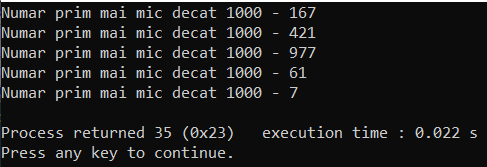 Numar prim mai mic decat 1000 - 167
Numar prim mai mic decat 1000 - 421
Numar prim mai mic decat 1000 - 977
Numar prim mai mic decat 1000 - 61
Numar prim mai mic decat 1000 - 7
Process returned 35 (0x23)   execution time : 0.022 s
Press any key to continue.